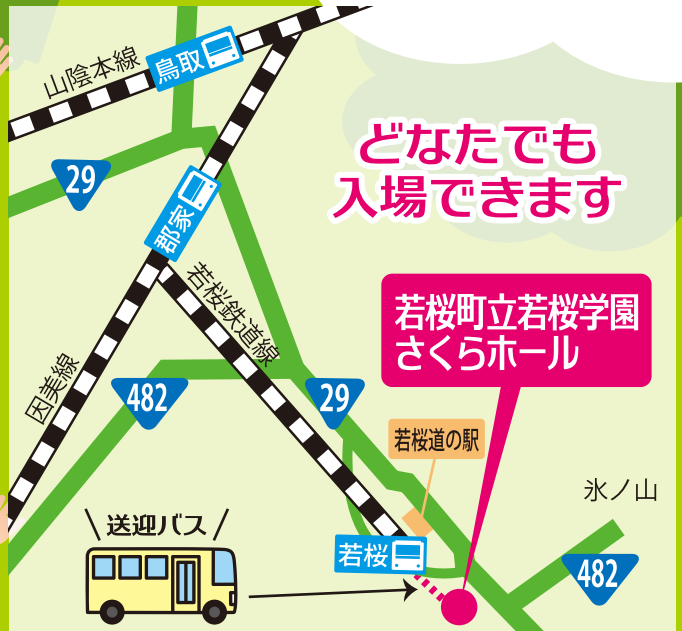 山陰本線
鳥取
どなたでも
入場できます
29
郡家
若桜鉄道線
若桜町立若桜学園
さくらホール
因美線
482
29
若桜道の駅
氷ノ山
送迎バス
若桜
482